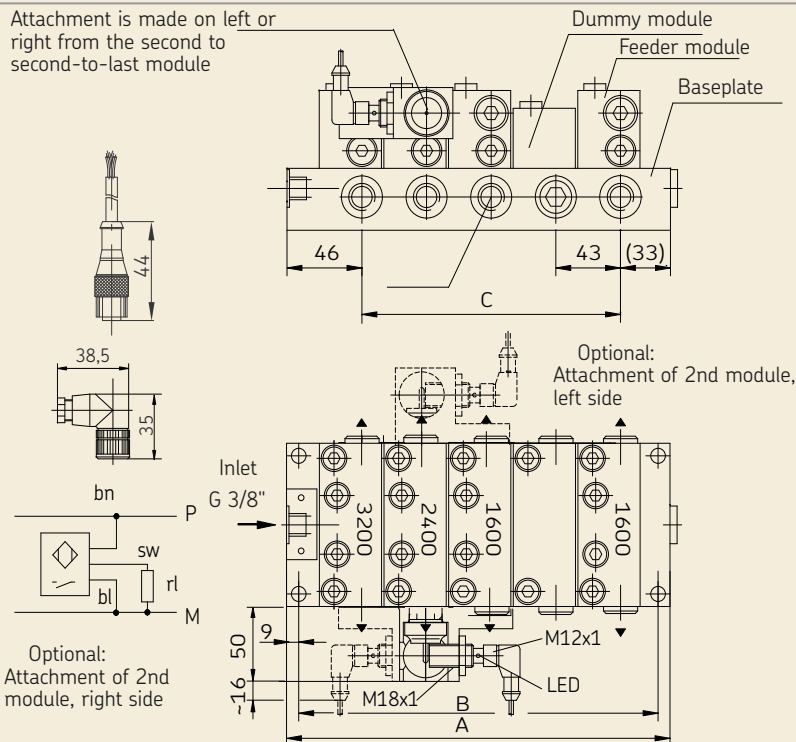 Attachment is made on left or
right from the second to
second-to-last module
Dummy module
Feeder module
Baseplate
44
46
43
(33)
C
38,5
35
Optional:
Attachment of 2nd module,
left side
Inlet
G 3/8"
bn
P
sw
rl
bl
M
3200
2400
1600
1600
50
9
~16
M12x1
LED
M18x1
B
A
Optional:
Attachment of 2nd
module, right side